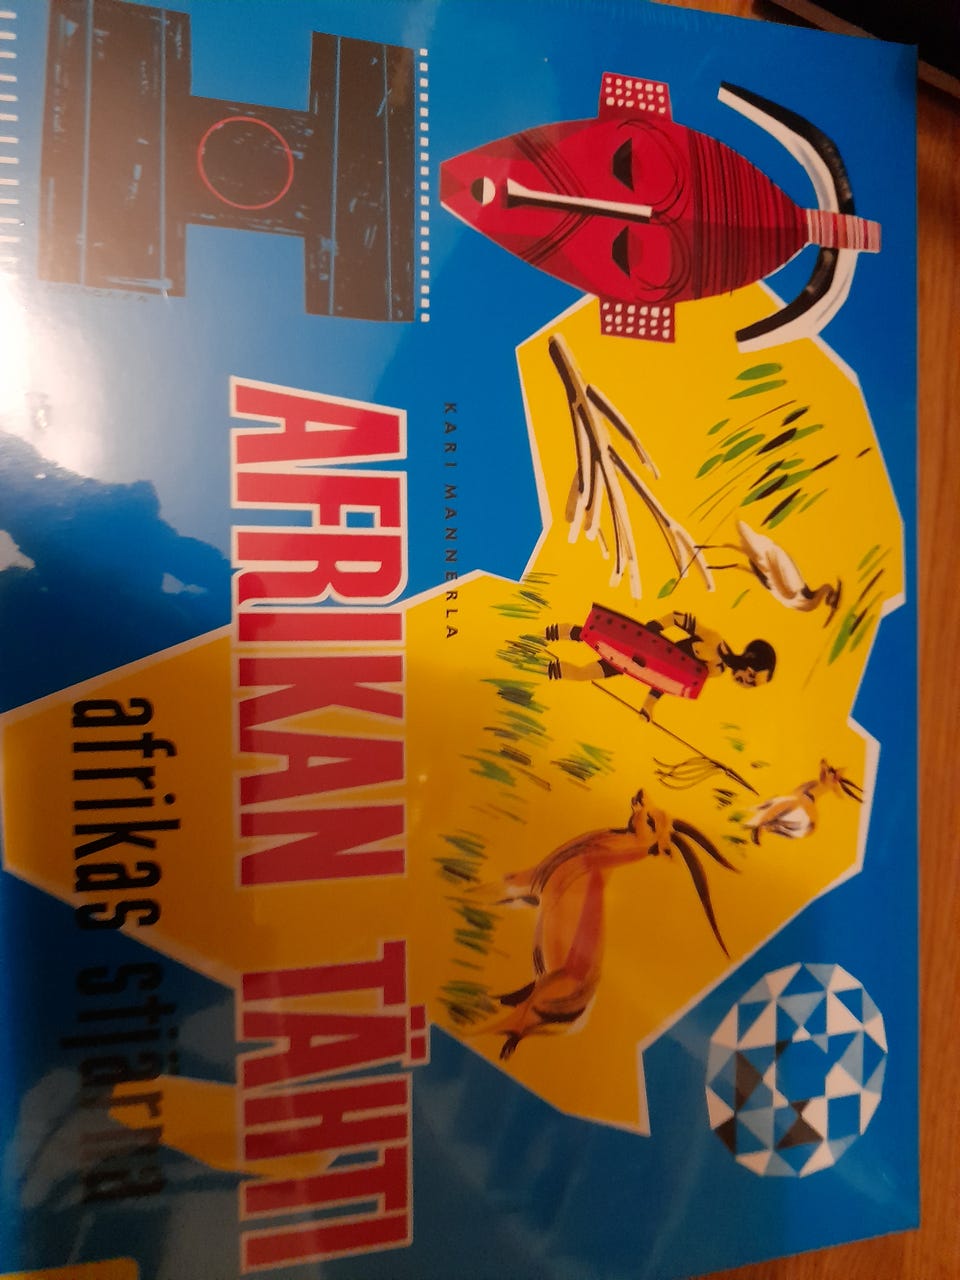 KARI MANNERLA
AFRIKAN TÄHTI
afrikas stjärna